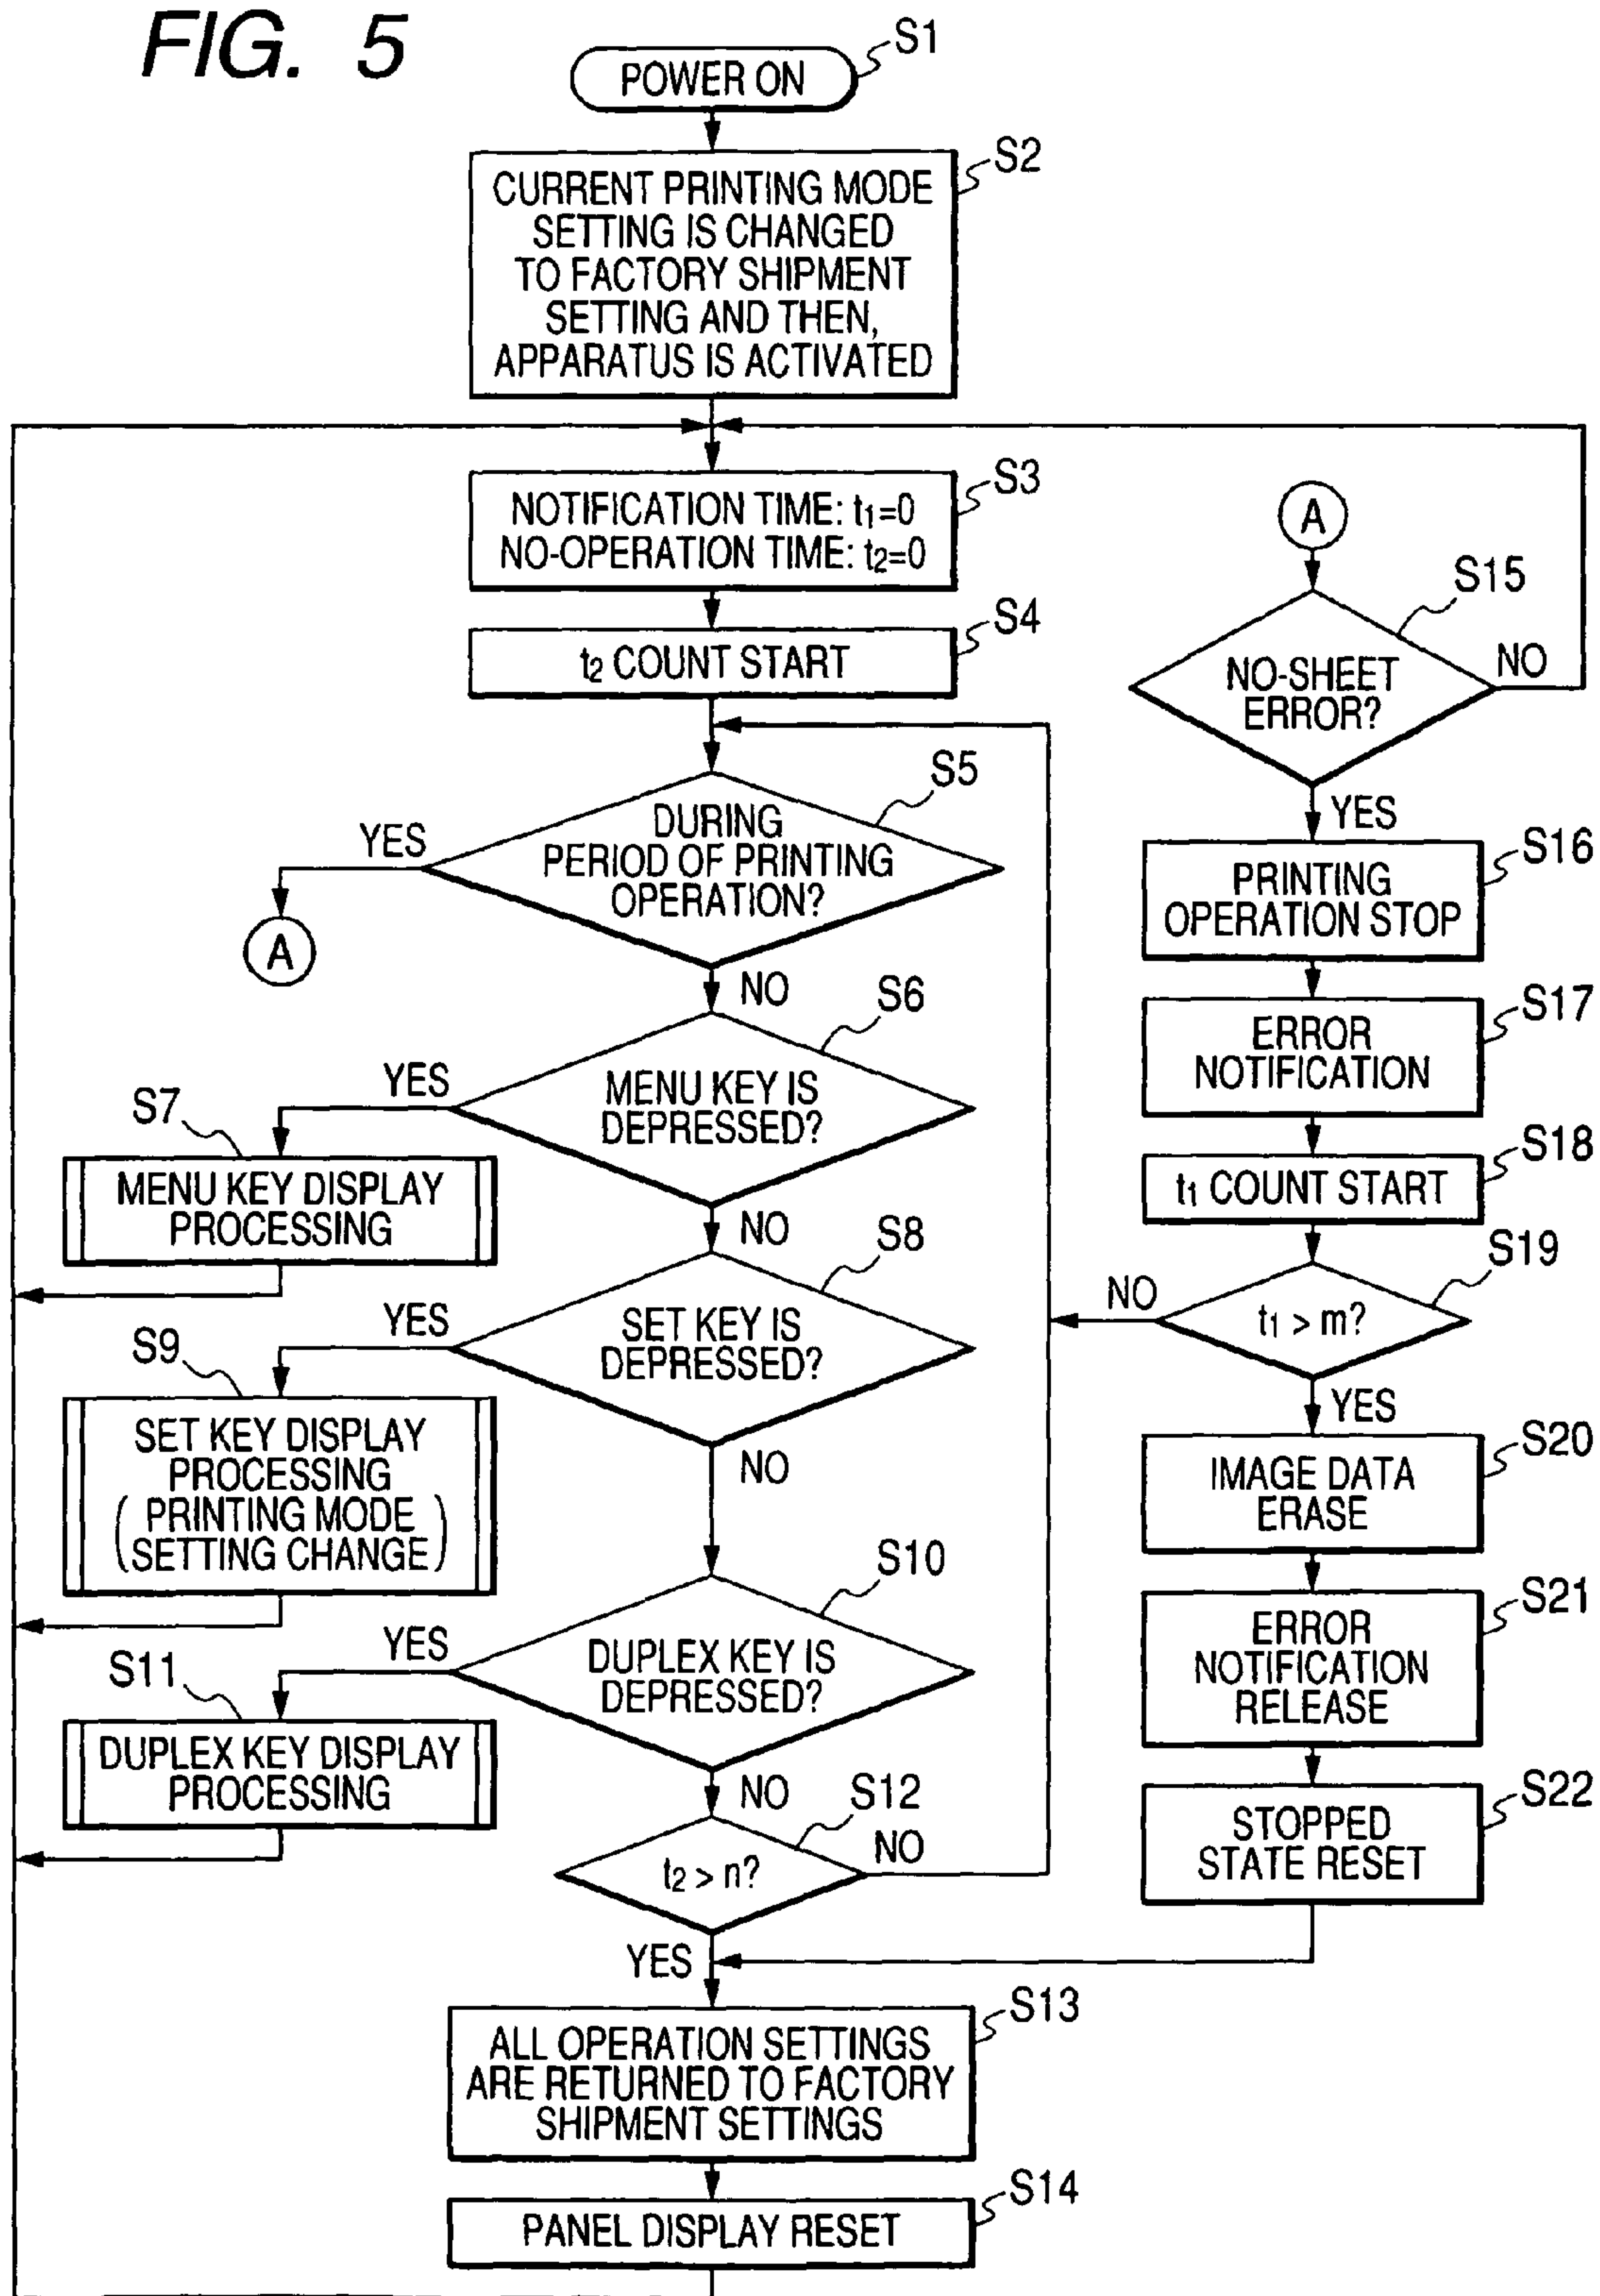 FIG. 5
POWER ON
S1
CURRENT PRINTING MODE
SETTING IS CHANGED
TO FACTORY SHIPMENT
SETTING AND THEN,
APPARATUS IS ACTIVATED
S2
NOTIFICATION TIME: t1=0
NO-OPERATION TIME: t2=0
S3
t2 COUNT START
S4
DURING
PERIOD OF PRINTING
OPERATION?
S5
YES
A
NO
MENU KEY IS
DEPRESSED?
S6
YES
S7
MENU KEY DISPLAY
PROCESSING
NO
SET KEY IS
DEPRESSED?
S8
YES
S9
SET KEY DISPLAY
PROCESSING
(PRINTING MODE
SETTING CHANGE)
NO
DUPLEX KEY IS
DEPRESSED?
S10
YES
S11
DUPLEX KEY DISPLAY
PROCESSING
NO
t2 > n?
S12
NO
YES
ALL OPERATION SETTINGS
ARE RETURNED TO FACTORY
SHIPMENT SETTINGS
S13
PANEL DISPLAY RESET
S14
A
NO-SHEET
ERROR?
S15
NO
YES
PRINTING
OPERATION STOP
S16
ERROR
NOTIFICATION
S17
t1 COUNT START
S18
t1 > m?
S19
NO
YES
IMAGE DATA
ERASE
S20
ERROR
NOTIFICATION
RELEASE
S21
STOPPED
STATE RESET
S22